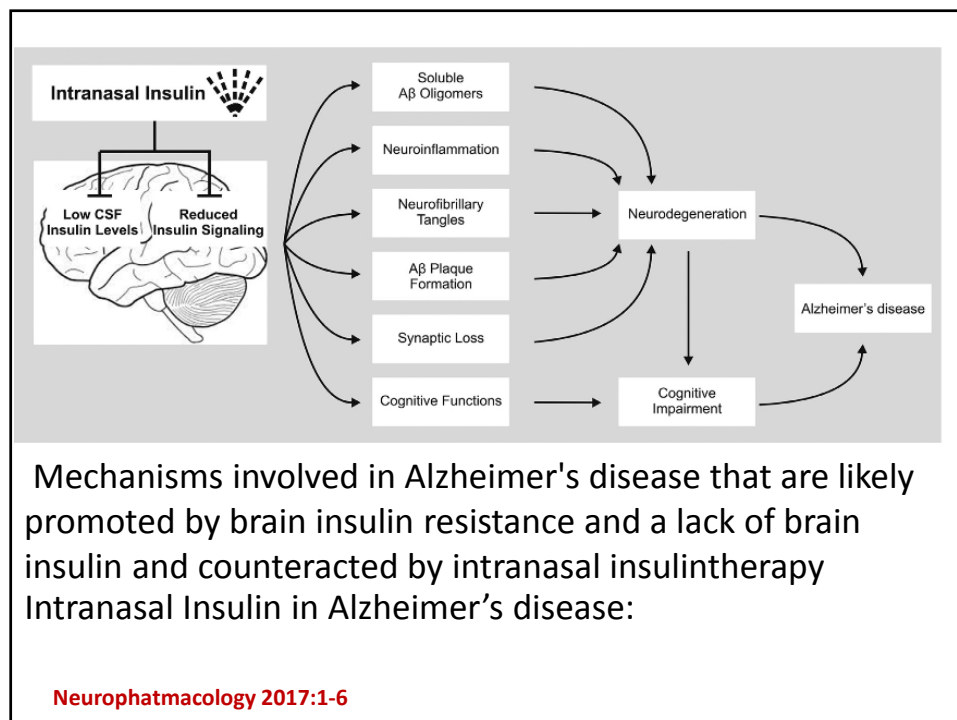 Intranasal Insulin
Low CSF
Insulin Levels
Reduced
Insulin Signaling
Soluble
Aβ Oligomers
Neuroinflammation
Neurofibrillary
Tangles
Aβ Plaque
Formation
Synaptic Loss
Cognitive Functions
Neurodegeneration
Cognitive
Impairment
Alzheimer's disease
Mechanisms involved in Alzheimer's disease that are likely
promoted by brain insulin resistance and a lack of brain
insulin and counteracted by intranasal insulintherapy
Intranasal Insulin in Alzheimer’s disease:
Neurophatmacology 2017:1-6